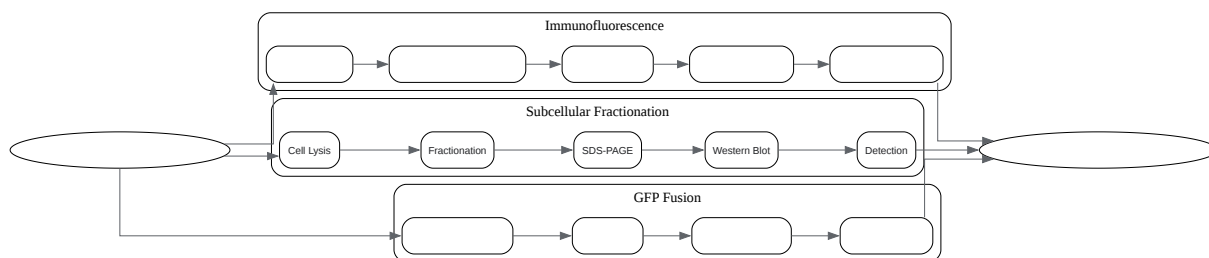 Immunofluorescence
Subcellular Fractionation
Cell Lysis
Fractionation
SDS-PAGE
Western Blot
Detection
GFP Fusion